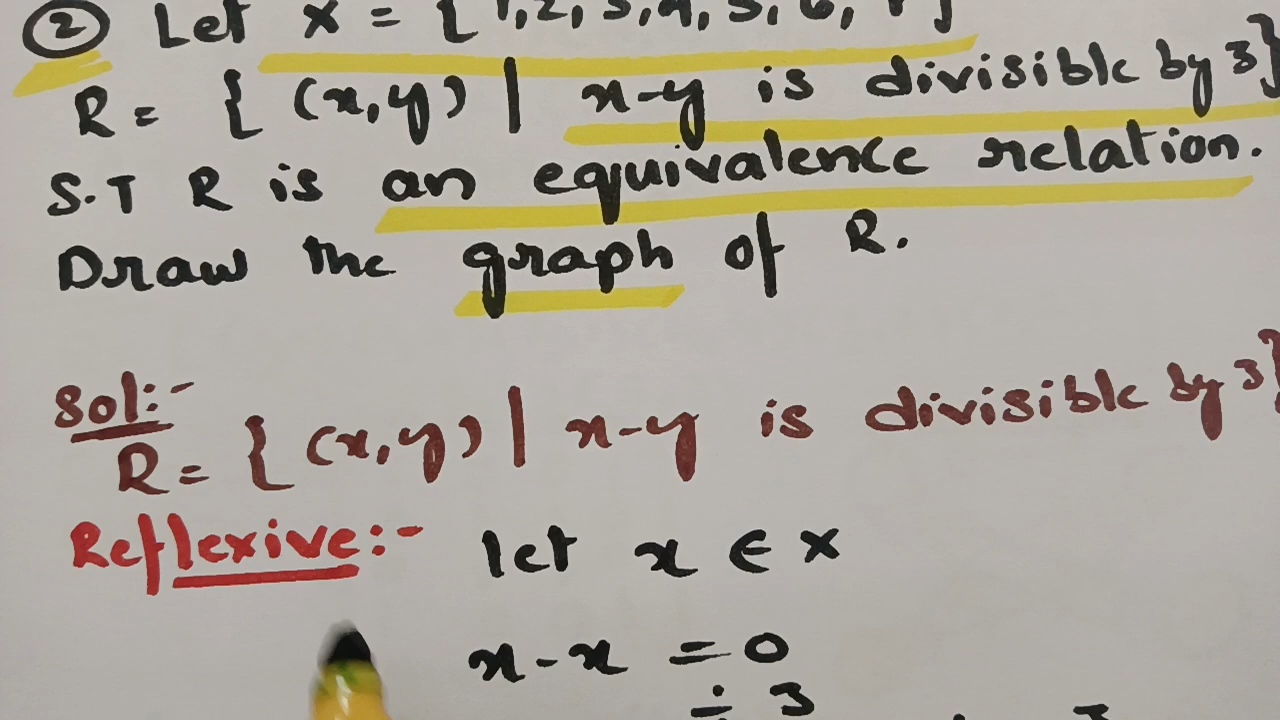 ② Let X = { 1,2,3,4,5,6,7}
R = { (x,y) | x-y is divisible by 3}
S.T R is an equivalence relation.
Draw the graph of R.
Sol:-
R = { (x,y) | x-y is divisible by 3}
Reflexive:- let x ∈ X
x-x = 0
÷ 3